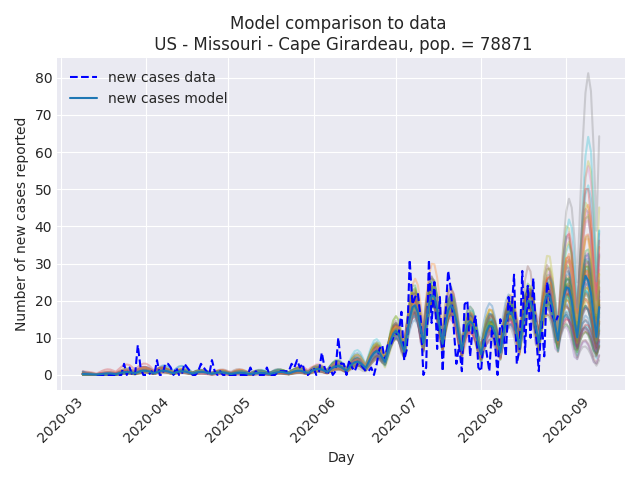 Model comparison to data
US - Missouri - Cape Girardeau, pop. = 78871
new cases data
new cases model
Number of new cases reported
80
70
60
50
40
30
20
10
0
2020-03
2020-04
2020-05
2020-06
2020-07
2020-08
2020-09
Day